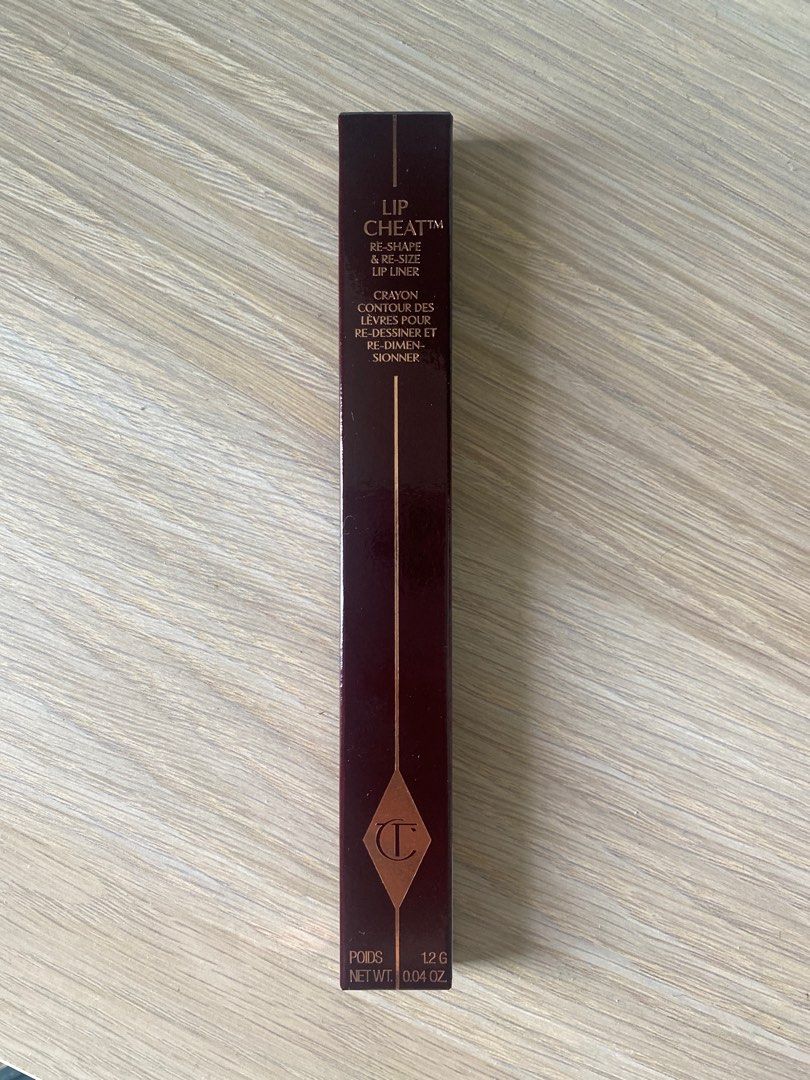 LIP
CHEAT™
RE-SHAPE
& RE-SIZE
LIP LINER
CRAYON
CONTOUR DES
LÈVRES POUR
RE-DESSINER ET
RE-DIMEN-
SIONNER
CT
POIDS 1.2 G
NET WT. 0.04 OZ.